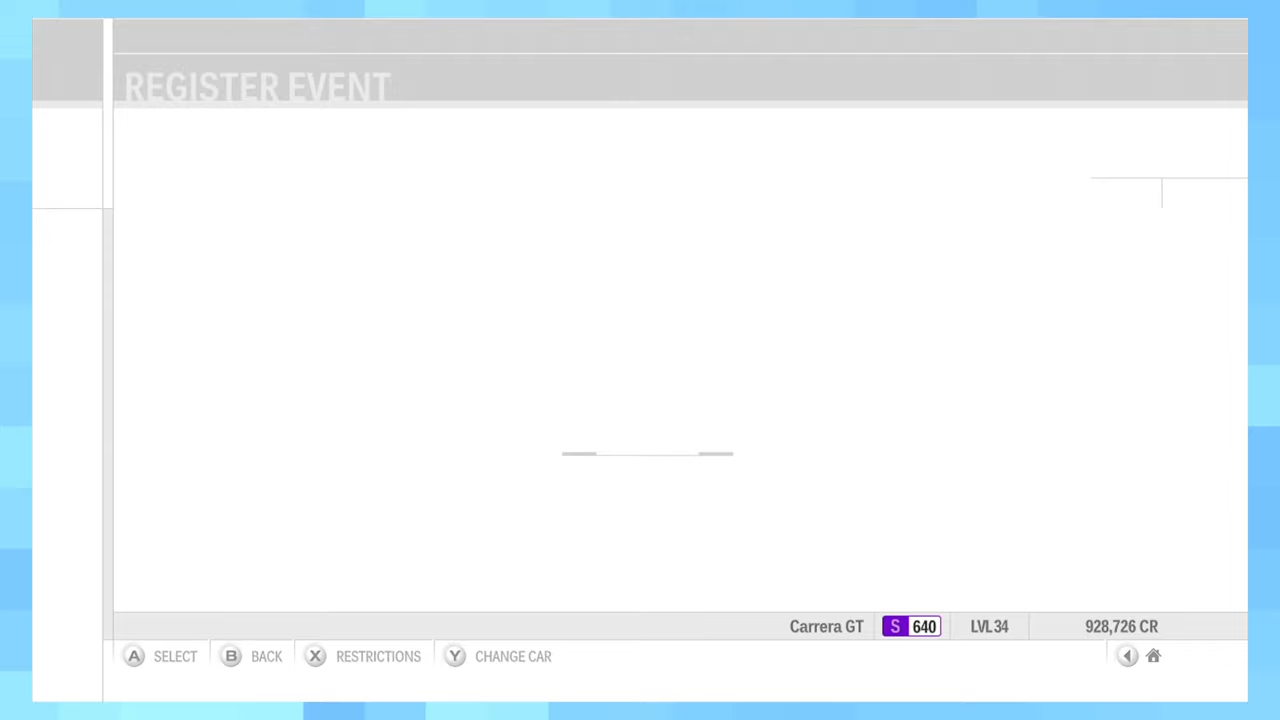 REGISTER EVENT
Carrera GT S 640 LVL 34 928,726 CR
A SELECT B BACK X RESTRICTIONS Y CHANGE CAR